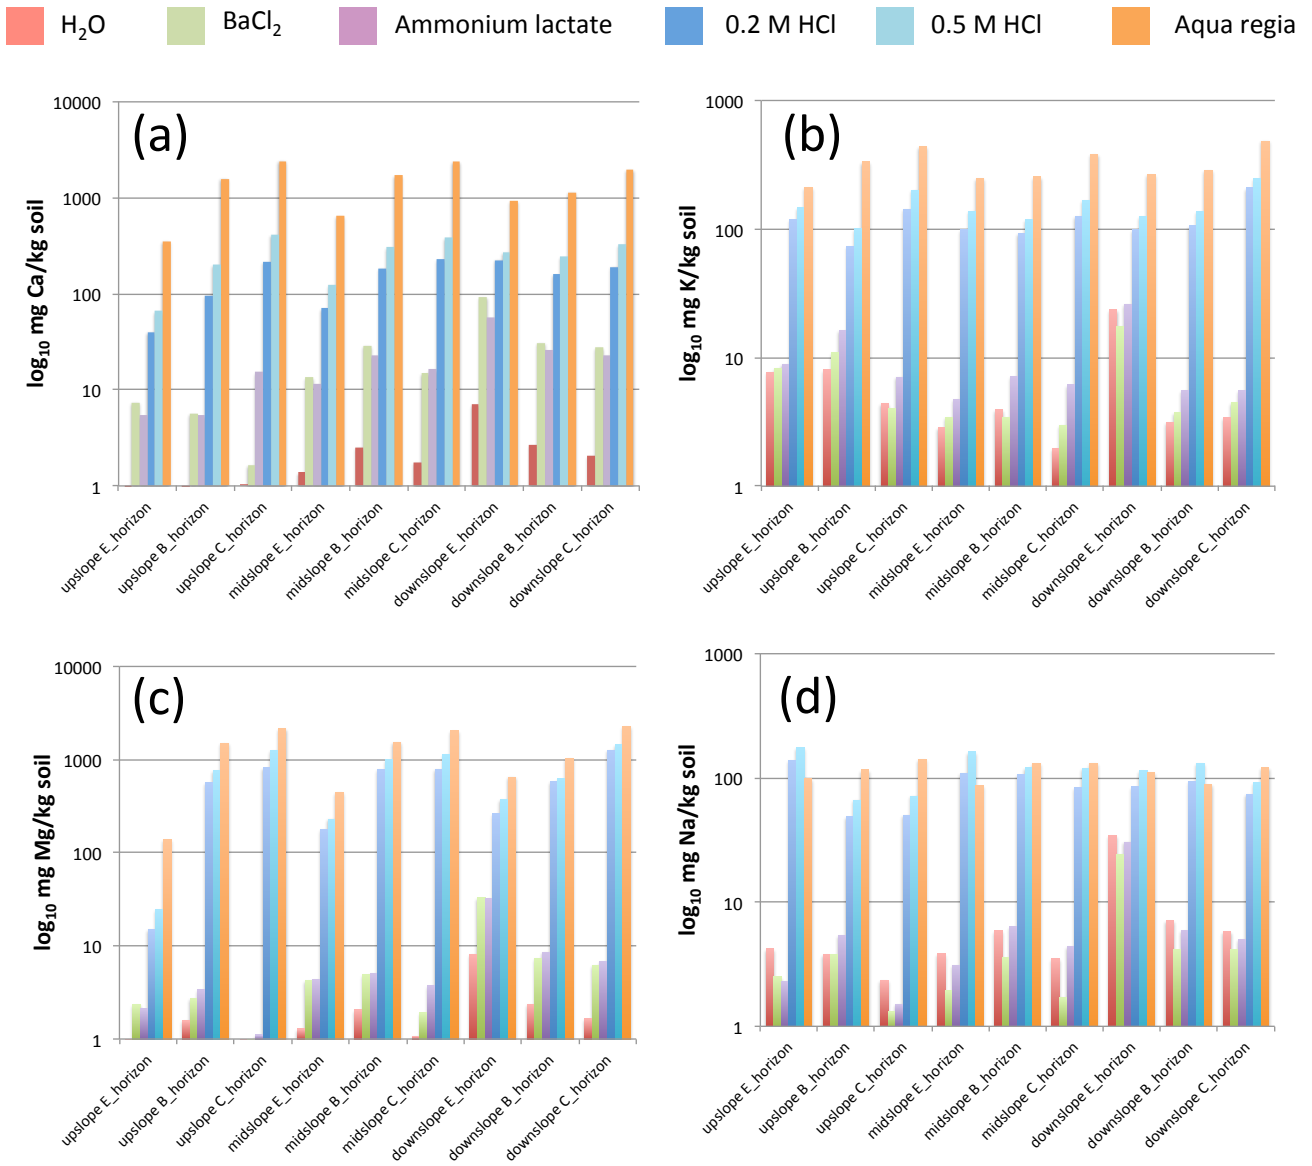 H₂O BaCl₂ Ammonium lactate 0.2 M HCl 0.5 M HCl Aqua regia
(a)
log₁₀ mg Ca/kg soil
10000
1000
100
10
1
upslope E_horizon
upslope B_horizon
upslope C_horizon
midslope E_horizon
midslope B_horizon
midslope C_horizon
downslope E_horizon
downslope B_horizon
downslope C_horizon
(b)
log₁₀ mg K/kg soil
1000
100
10
1
upslope E_horizon
upslope B_horizon
upslope C_horizon
midslope E_horizon
midslope B_horizon
midslope C_horizon
downslope E_horizon
downslope B_horizon
downslope C_horizon
(c)
log₁₀ mg Mg/kg soil
10000
1000
100
10
1
upslope E_horizon
upslope B_horizon
upslope C_horizon
midslope E_horizon
midslope B_horizon
midslope C_horizon
downslope E_horizon
downslope B_horizon
downslope C_horizon
(d)
log₁₀ mg Na/kg soil
1000
100
10
1
upslope E_horizon
upslope B_horizon
upslope C_horizon
midslope E_horizon
midslope B_horizon
midslope C_horizon
downslope E_horizon
downslope B_horizon
downslope C_horizon